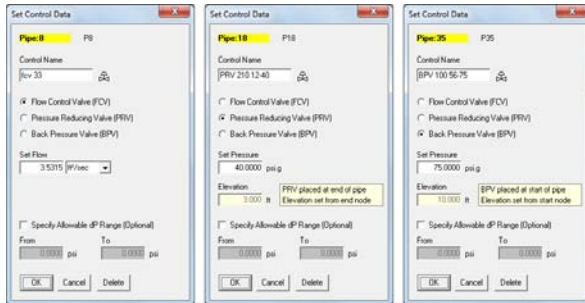 Set Control Data
Pipe:8 P8
Control Name
fcv 33
Flow Control Valve (FCV)
Pressure Reducing Valve (PRV)
Back Pressure Valve (BPV)
Set Flow
3.5315 ft³/sec
Specify Allowable dP Range (Optional)
From To
0.0000 psi 0.0000 psi
OK Cancel Delete
Set Control Data
Pipe:18 P18
Control Name
PRV 210 12-40
Flow Control Valve (FCV)
Pressure Reducing Valve (PRV)
Back Pressure Valve (BPV)
Set Pressure
40.0000 psi.g
Elevation
3.000 ft
PRV placed at end of pipe
Elevation set from end node
Specify Allowable dP Range (Optional)
From To
0.0000 psi 0.0000 psi
OK Cancel Delete
Set Control Data
Pipe:35 P35
Control Name
BPV 100 56-75
Flow Control Valve (FCV)
Pressure Reducing Valve (PRV)
Back Pressure Valve (BPV)
Set Pressure
75.0000 psi.g
Elevation
10.000 ft
BPV placed at start of pipe
Elevation set from start node
Specify Allowable dP Range (Optional)
From To
0.0000 psi 0.0000 psi
OK Cancel Delete